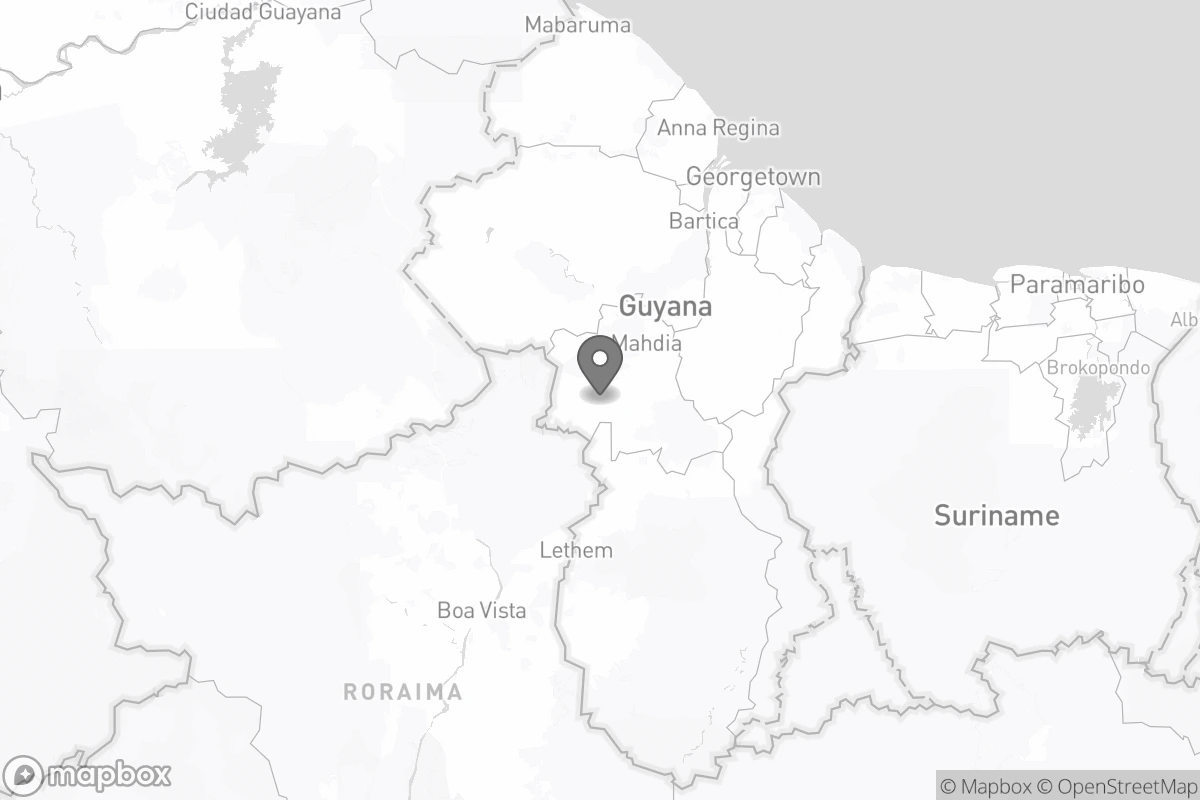 Ciudad Guayana
Mabaruma
Anna Regina
Georgetown
Bartica
Guyana
Paramaribo
Mahdia
Brokopondo
Suriname
Lethem
Boa Vista
RORAIMA
mapbox
© Mapbox © OpenStreetMap